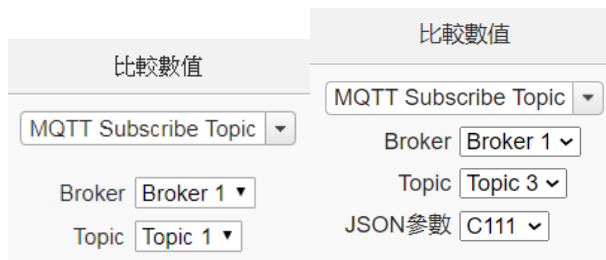 比較數值
MQTT Subscribe Topic
Broker Broker 1
Topic Topic 1
比較數值
MQTT Subscribe Topic
Broker Broker 1
Topic Topic 3
JSON參數 C111